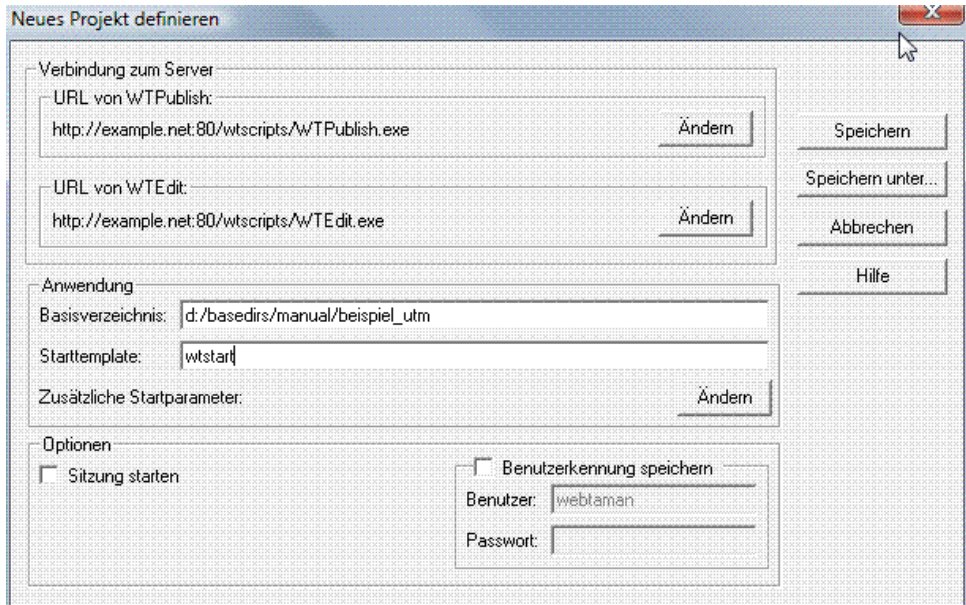 Neues Projekt definieren
X
Verbindung zum Server
URL von WTPublish:
http://example.net:80/wtscripts/WTPublish.exe
Ändern
URL von WTEdit:
http://example.net:80/wtscripts/WTEdit.exe
Ändern
Speichern
Speichern unter...
Abbrechen
Hilfe
Anwendung
Basisverzeichnis: d:/basedirs/manual/beispiel_utm
Starttemplate: wtstart
Zusätzliche Startparameter: Ändern
Optionen
Sitzung starten
Benutzerkennung speichern
Benutzer: webtaman
Passwort: